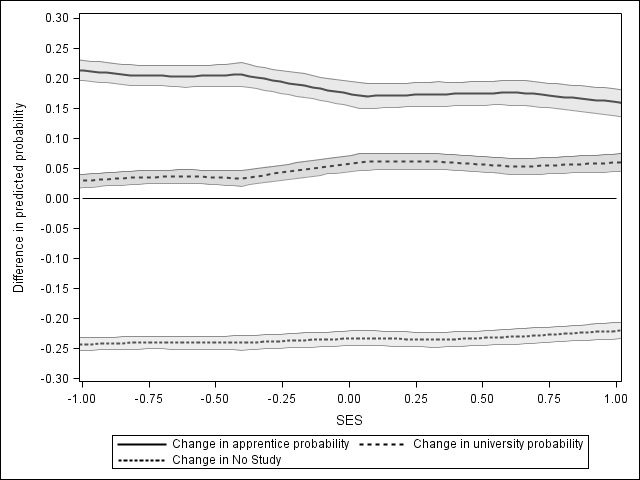 0.30
0.25
0.20
0.15
0.10
0.05
0.00
-0.05
-0.10
-0.15
-0.20
-0.25
-0.30
Difference in predicted probability
-1.00 -0.75 -0.50 -0.25 0.00 0.25 0.50 0.75 1.00
SES
Change in apprentice probability Change in university probability
Change in No Study